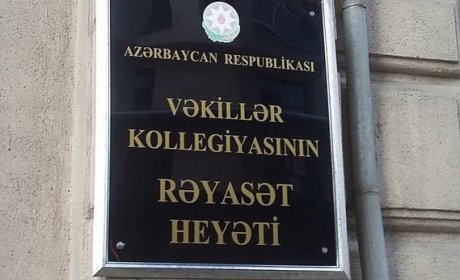 AZƏRBAYCAN RESPUBLİKASI
VƏKİLLƏR
KOLLEGİYASININ
RƏYASƏT
HEYƏTİ